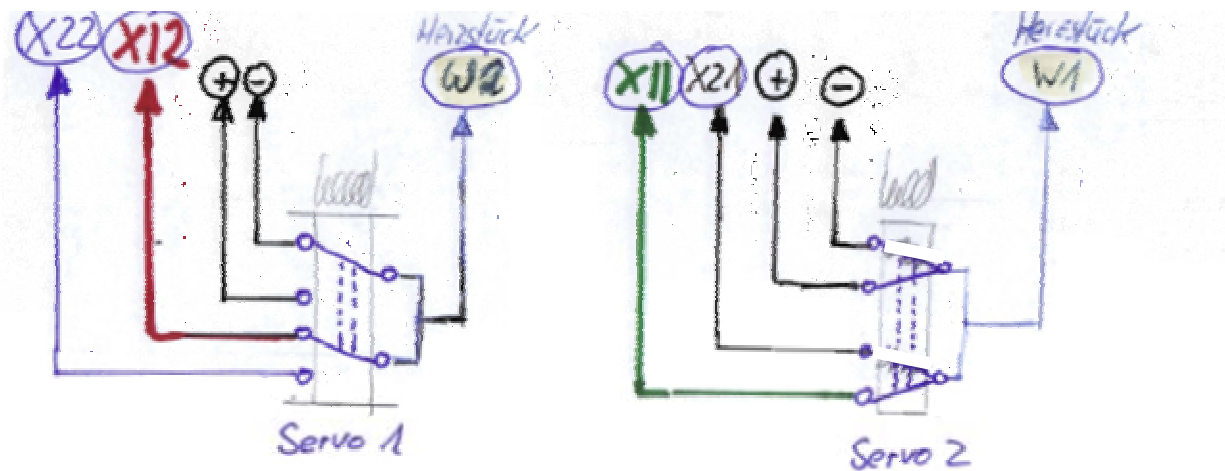 Herzstück Herzstück
X22 X12 + - W2 X11 X21 + - W1
Servo 1 Servo 2